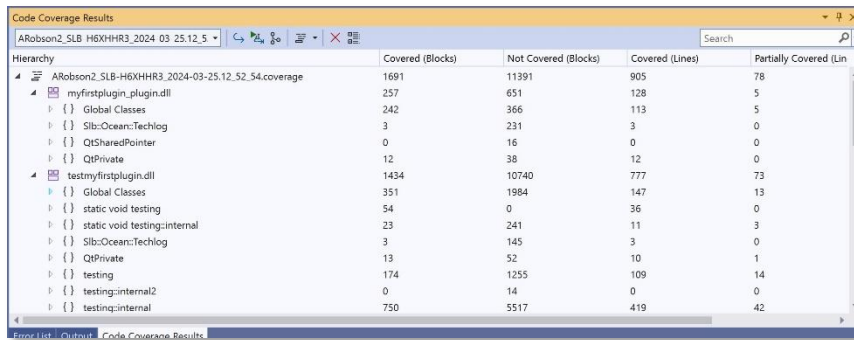 Code Coverage Results
ARobson2_SLB H6XHHR3_2024 03 25.12_5
Search
Hierarchy Covered (Blocks) Not Covered (Blocks) Covered (Lines) Partially Covered (Lin
ARobson2_SLB-H6XHHR3_2024-03-25.12_52_54.coverage 1691 11391 905 78
myfirstplugin_plugin.dll 257 651 128 5
{ } Global Classes 242 366 113 5
{ } Slb::Ocean::Techlog 3 231 3 0
{ } QtSharedPointer 0 16 0 0
{ } QtPrivate 12 38 12 0
testmyfirstplugin.dll 1434 10740 777 73
{ } Global Classes 351 1984 147 13
{ } static void testing 54 0 36 0
{ } static void testing::internal 23 241 11 3
{ } Slb::Ocean::Techlog 3 145 3 0
{ } QtPrivate 13 52 10 1
{ } testing 174 1255 109 14
{ } testing::internal2 0 14 0 0
{ } testing::internal 750 5517 419 42
Error List Output Code Coverage Results